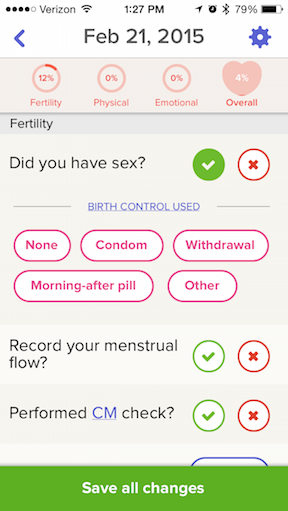 Verizon 1:27 PM 79%
Feb 21, 2015
12% 0% 0% 4%
Fertility Physical Emotional Overall
Fertility
Did you have sex?
BIRTH CONTROL USED
None Condom Withdrawal
Morning-after pill Other
Record your menstrual
flow?
Performed CM check?
Save all changes